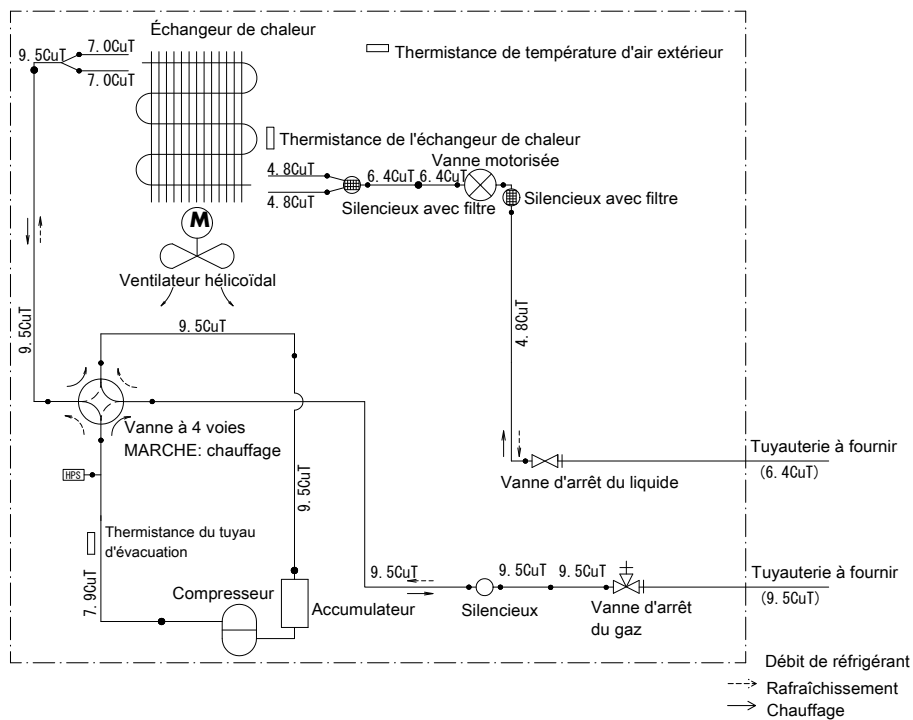 Échangeur de chaleur
7.0CuT
9.5CuT
7.0CuT
Thermistance de température d'air extérieur
Thermistance de l'échangeur de chaleur
Vanne motorisée
4.8CuT
6.4CuT
6.4CuT
4.8CuT
Silencieux avec filtre
Silencieux avec filtre
M
Ventilateur hélicoïdal
9.5CuT
9.5CuT
4.8CuT
Vanne à 4 voies
MARCHE: chauffage
HPS
9.5CuT
Vanne d'arrêt du liquide
Tuyauterie à fournir
(6.4CuT)
Thermistance du tuyau
d'évacuation
7.9CuT
Compresseur
Accumulateur
9.5CuT
9.5CuT
9.5CuT
Silencieux
Vanne d'arrêt
du gaz
Tuyauterie à fournir
(9.5CuT)
Débit de réfrigérant
Rafraîchissement
Chauffage